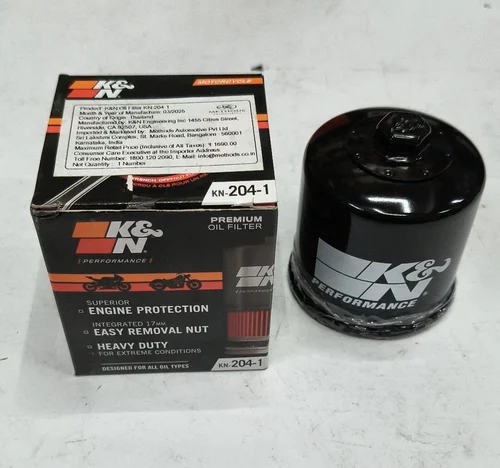 K&N
MOTORCYCLE
Product: K&N Oil Filter KN-204-1
Month & Year of Manufacture: 03/2025
Country of Origin: Thailand
Manufactured by: K&N Engineering Inc 1455 Citrus Street,
Riverside, CA 92507, USA
Imported & Marketed by: Methods Automotive Pvt Ltd
Sri Lakshmi Complex, St. Marks Road, Bangalore 560001
Karnataka, India
Maximum Retail Price (Inclusive of All Taxes): ₹ 1690.00
Consumer Care Executive at the Importer Address
Toll Free Number: 1800 120 2090, E-Mail: info@methods.co
Net Quantity : 1 Number
METHODS
KN-204-1
K&N®
PERFORMANCE
PREMIUM
OIL FILTER
SUPERIOR
ENGINE PROTECTION
INTEGRATED 17MM
EASY REMOVAL NUT
HEAVY DUTY
FOR EXTREME CONDITIONS
DESIGNED FOR ALL OIL TYPES
KN-204-1
K&N®
PERFORMANCE